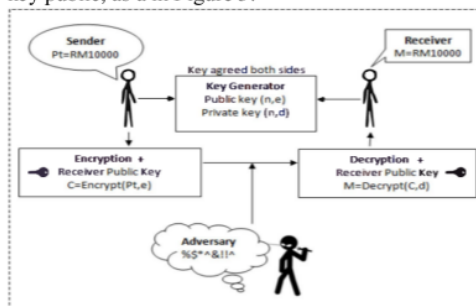 key public, as a in Figure 3.
Sender
Pt=RM10000
Receiver
M=RM10000
Key agreed both sides
Key Generator
Public key (n,e)
Private key (n,d)
Encryption +
Receiver Public Key
C=Encrypt(Pt,e)
Decryption +
Receiver Public Key
M=Decrypt(C,d)
Adversary
%$*^&!!^